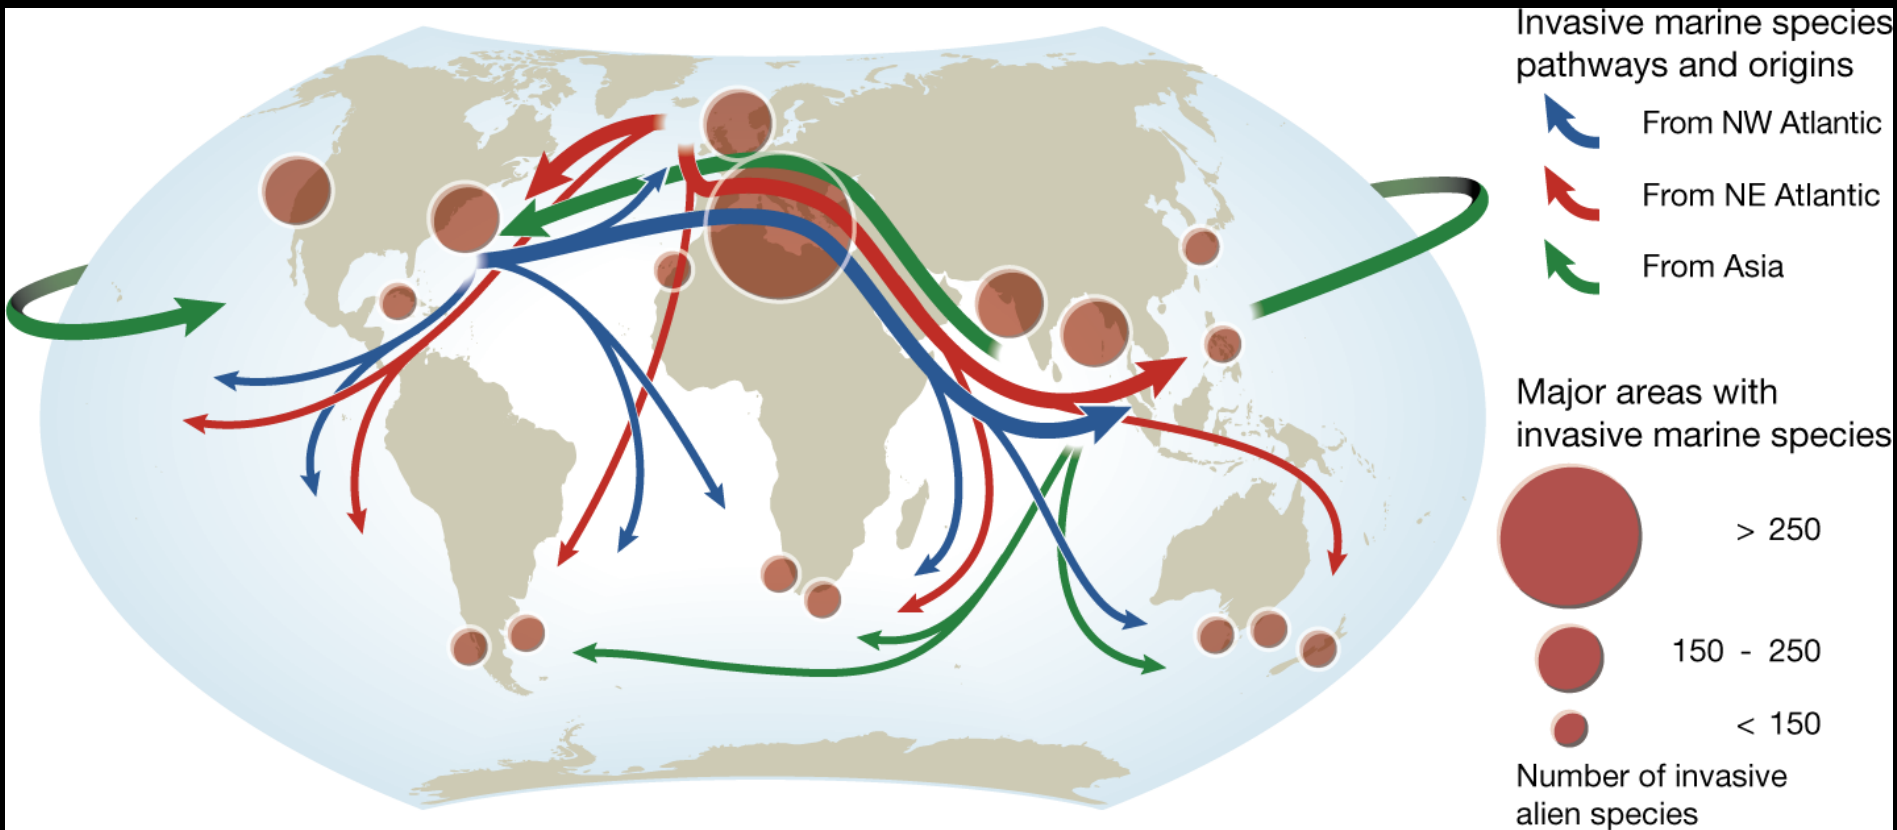 Invasive marine species
pathways and origins
From NW Atlantic
From NE Atlantic
From Asia
Major areas with
invasive marine species
> 250
150 - 250
< 150
Number of invasive
alien species